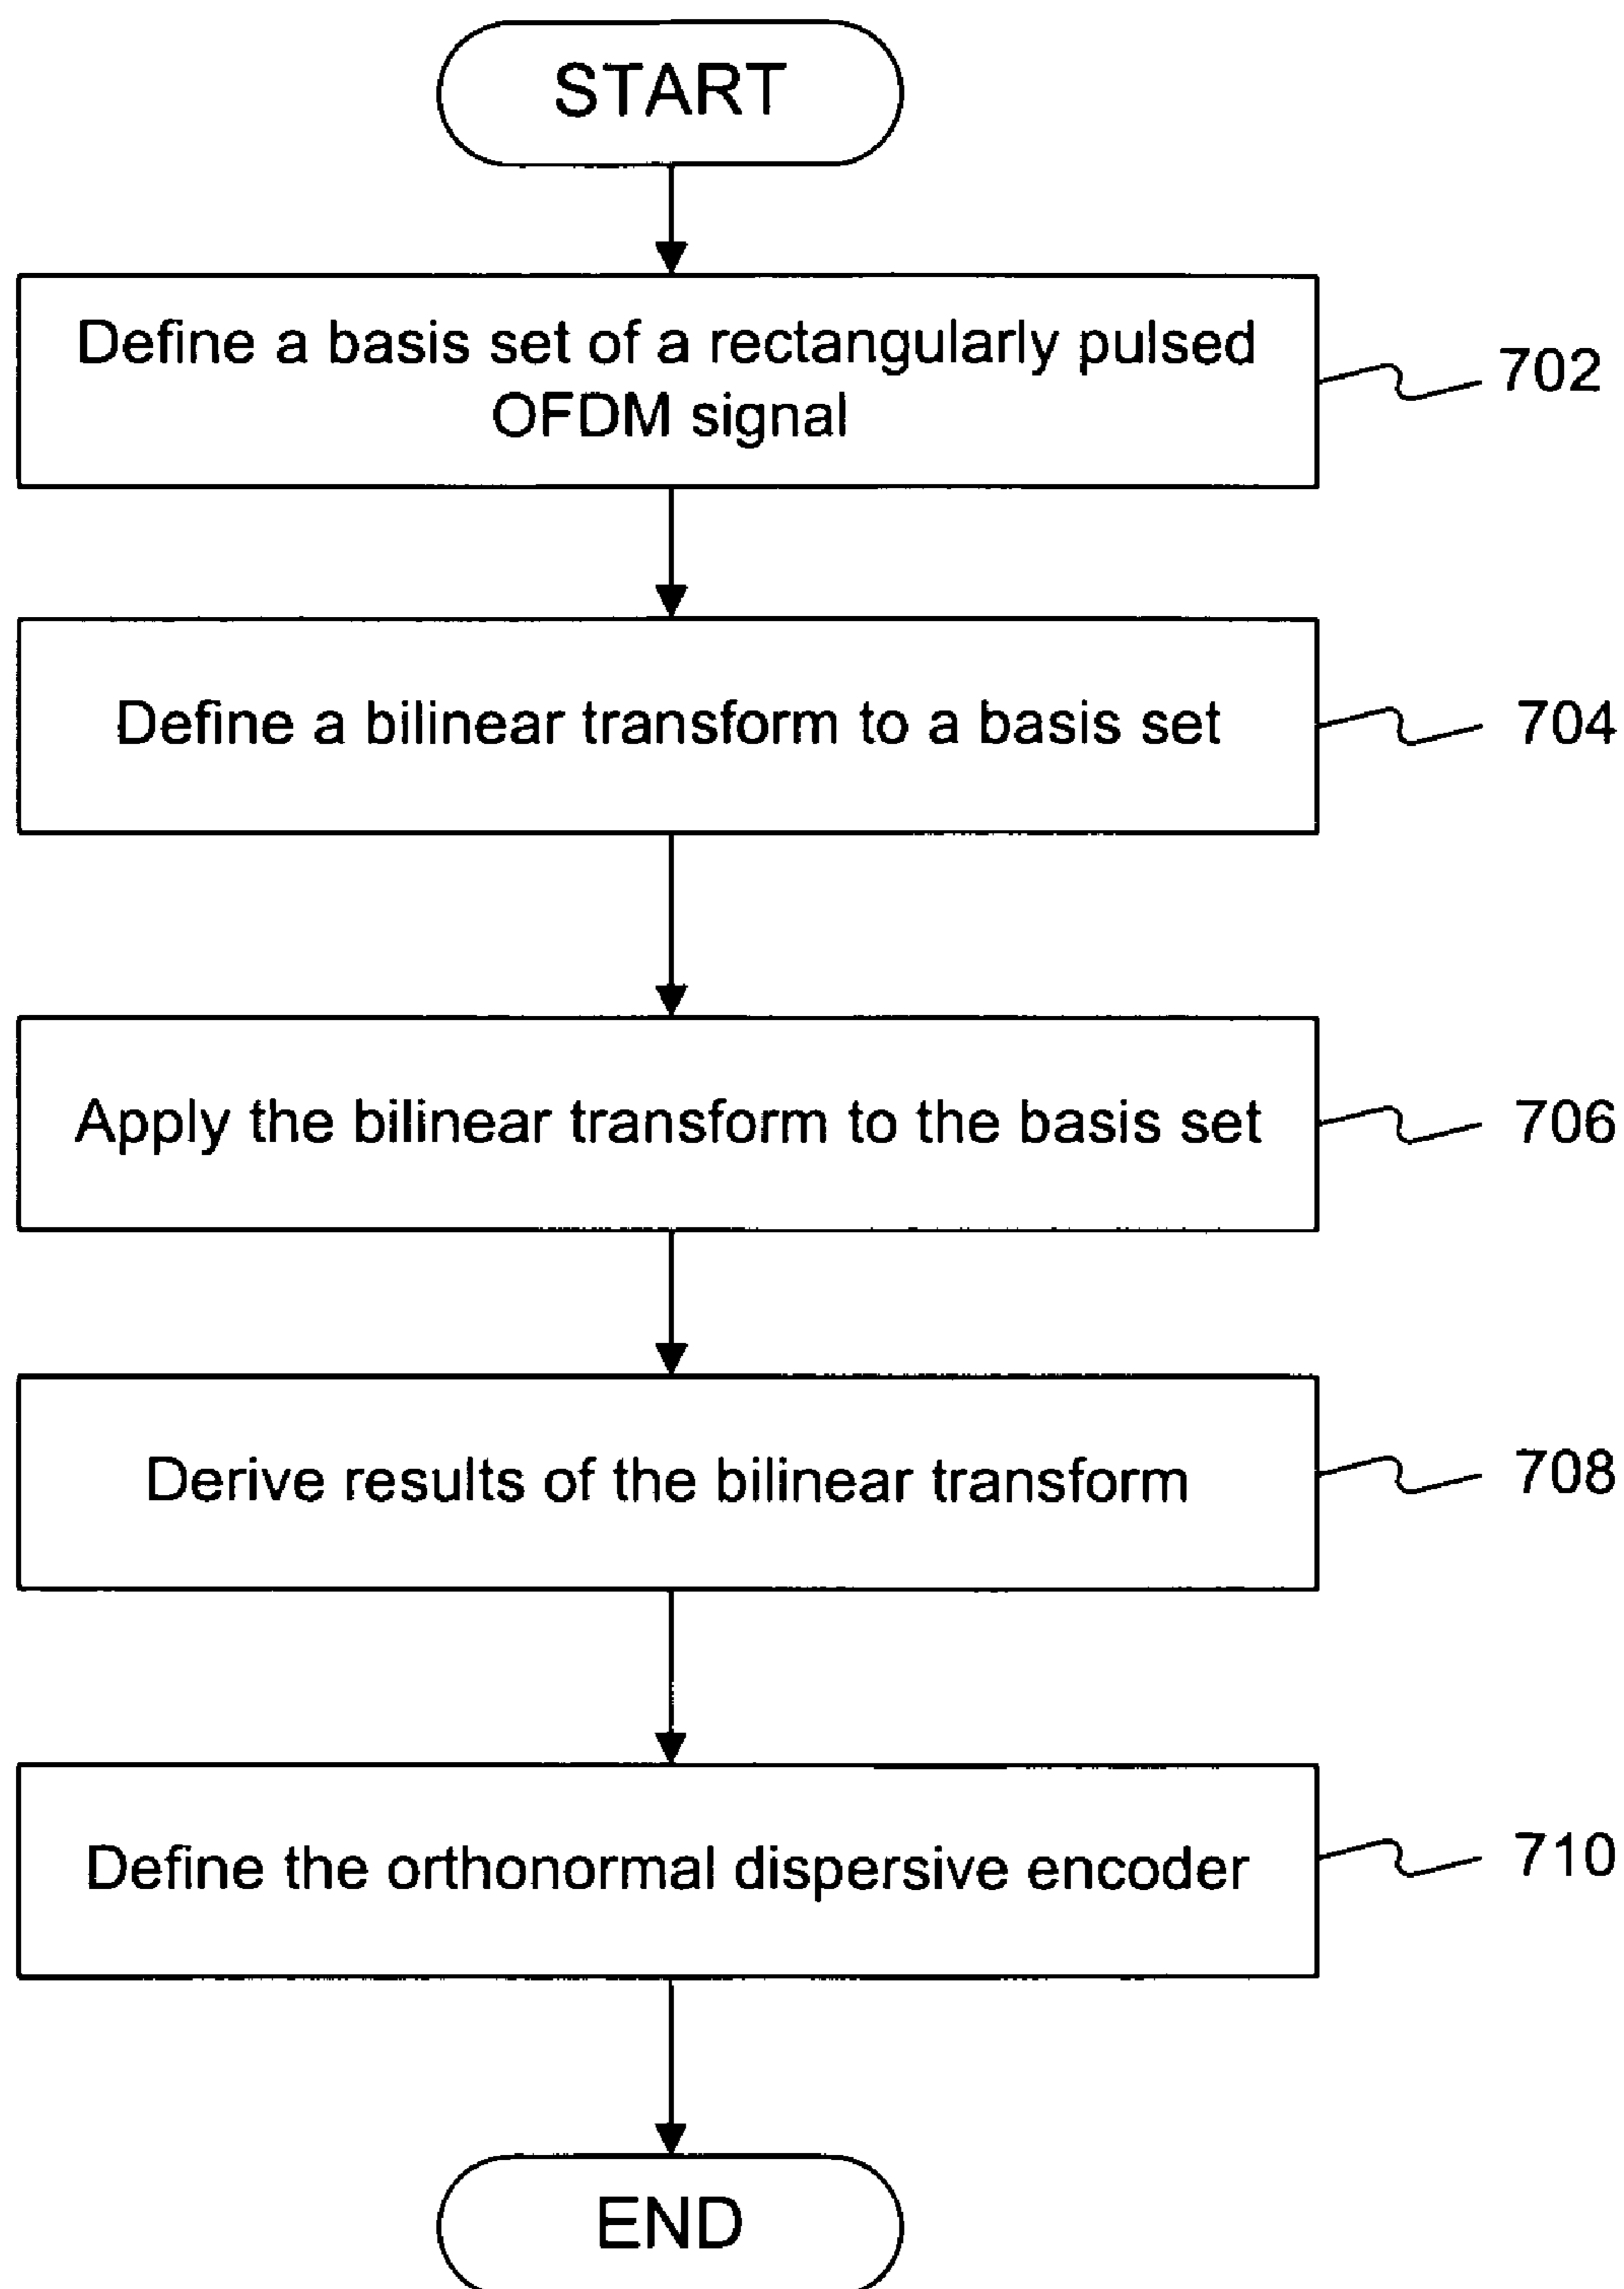 START
Define a basis set of a rectangularly pulsed
OFDM signal
702
Define a bilinear transform to a basis set
704
Apply the bilinear transform to the basis set
706
Derive results of the bilinear transform
708
Define the orthonormal dispersive encoder
710
END